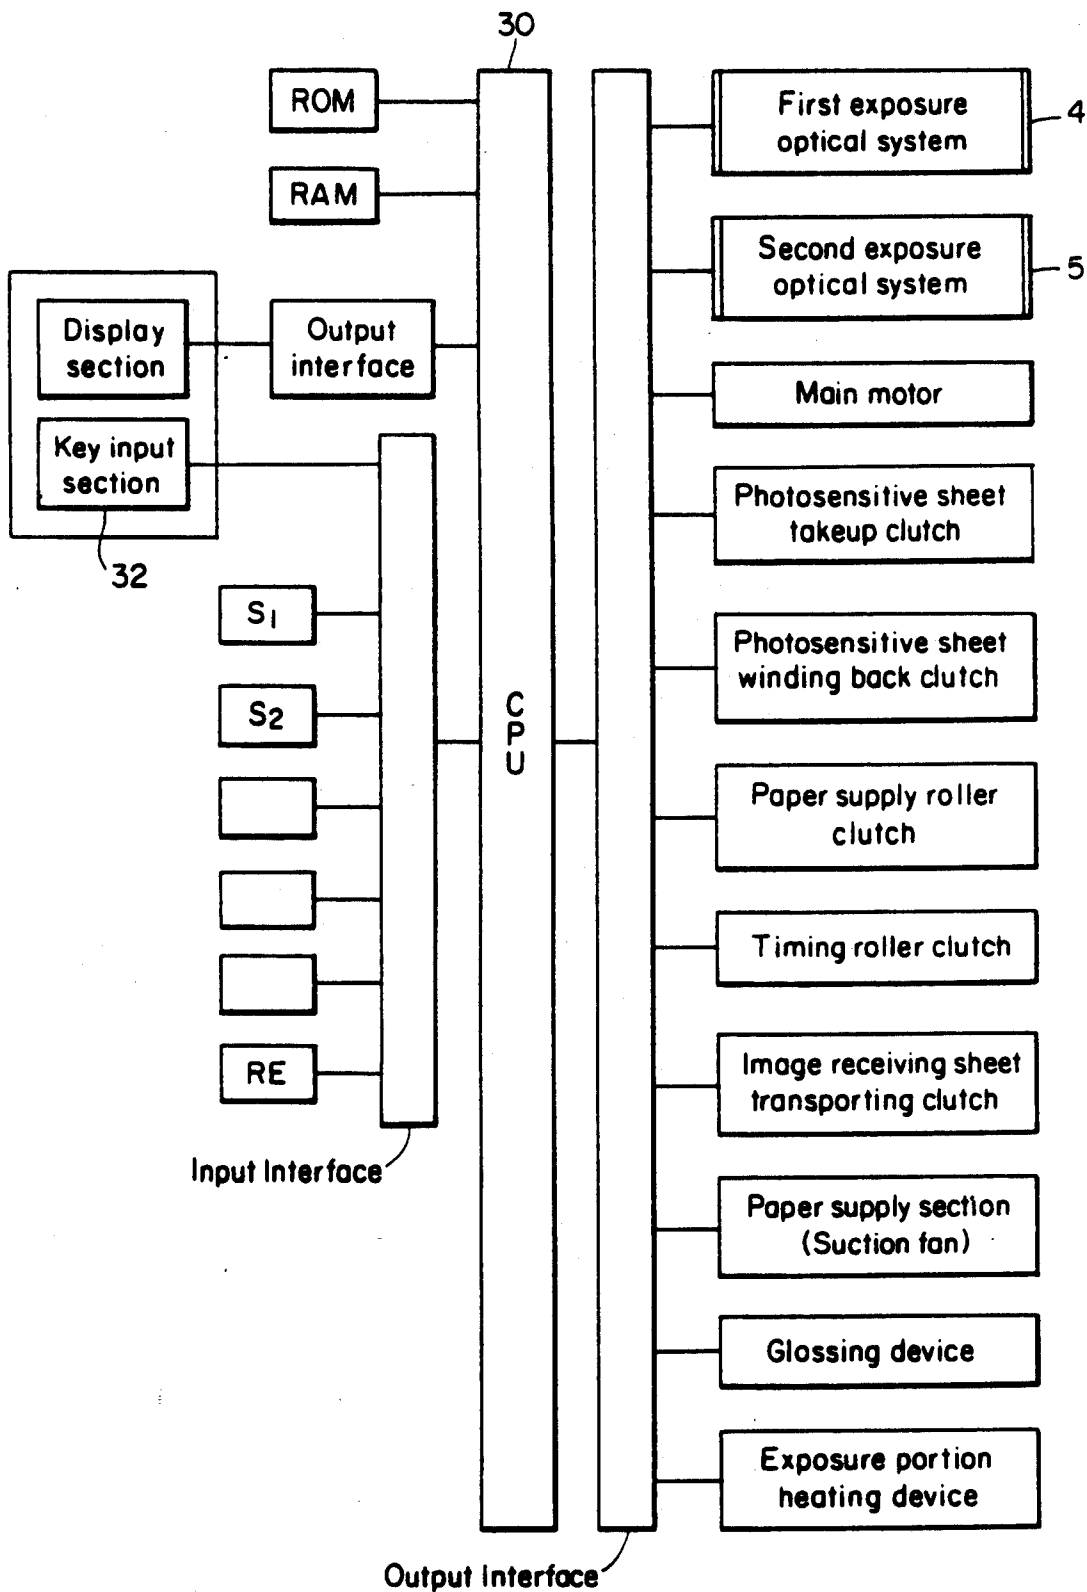 30
ROM
RAM
Display
section
Output
interface
Key input
section
32
S1
S2
RE
Input Interface
CPU
First exposure
optical system
4
Second exposure
optical system
5
Main motor
Photosensitive sheet
takeup clutch
Photosensitive sheet
winding back clutch
Paper supply roller
clutch
Timing roller clutch
Image receiving sheet
transporting clutch
Paper supply section
(Suction fan)
Glossing device
Exposure portion
heating device
Output interface